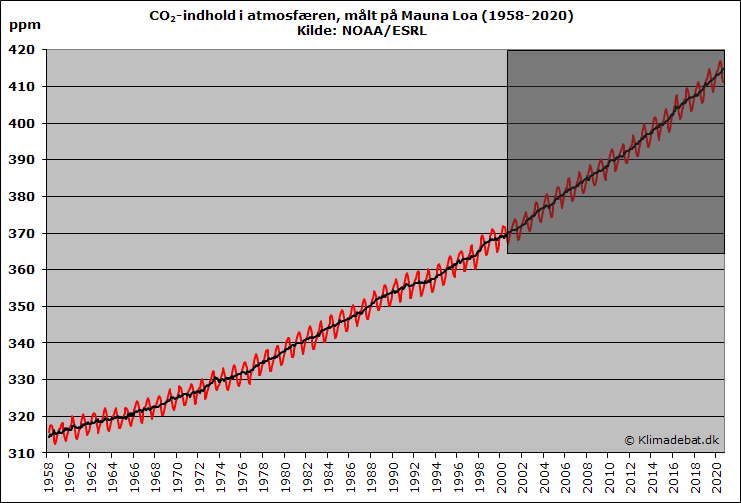 CO₂-indhold i atmosfæren, målt på Mauna Loa (1958-2020)
Kilde: NOAA/ESRL
ppm
420
410
400
390
380
370
360
350
340
330
320
310
© Klimadebat.dk
1958 1960 1962 1964 1966 1968 1970 1972 1974 1976 1978 1980 1982 1984 1986 1988 1990 1992 1994 1996 1998 2000 2002 2004 2006 2008 2010 2012 2014 2016 2018 2020